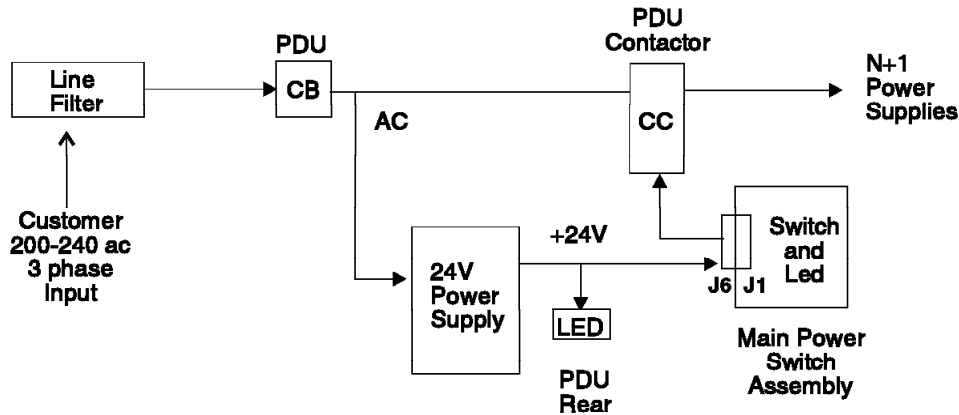 PDU
PDU
Contactor
Line
Filter
CB
CC
N+1
Power
Supplies
AC
Customer
200-240 ac
3 phase
Input
24V
Power
Supply
+24V
LED
PDU
Rear
J6
J1
Switch
and
Led
Main Power
Switch
Assembly